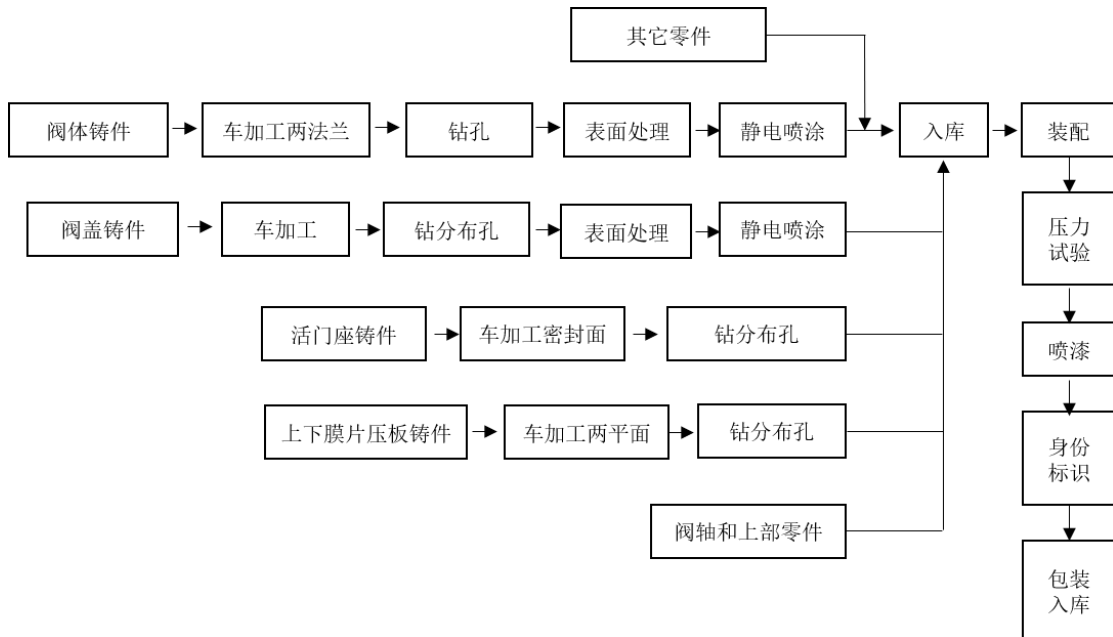 其它零件
阀体铸件
车加工两法兰
钻孔
表面处理
静电喷涂
入库
装配
阀盖铸件
车加工
钻分布孔
表面处理
静电喷涂
压力
试验
活门座铸件
车加工密封面
钻分布孔
喷漆
上下膜片压板铸件
车加工两平面
钻分布孔
身份
标识
阀轴和上部零件
包装
入库